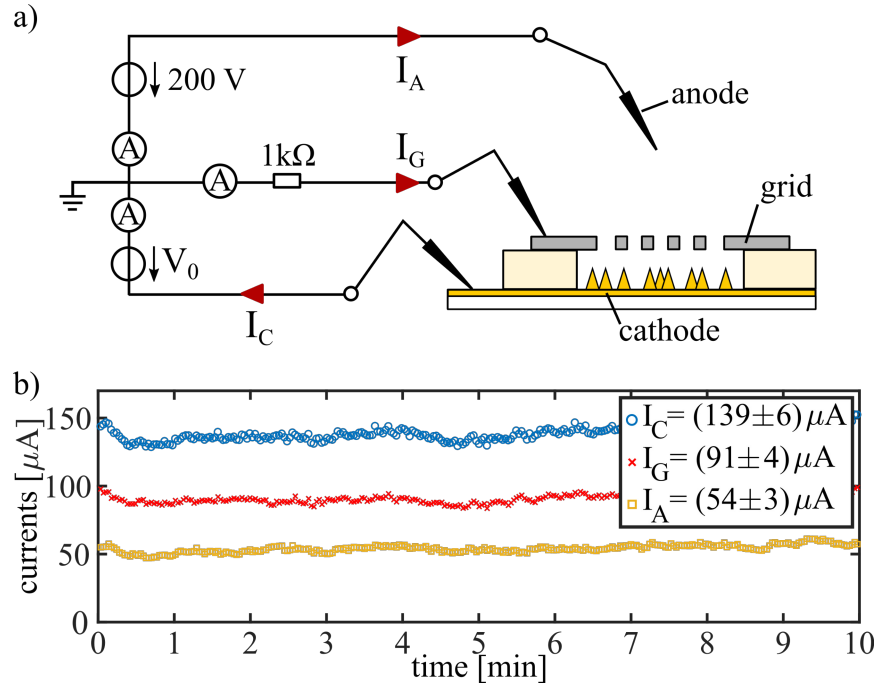 a)
200 V
I_A
anode
A
1kΩ
I_G
A
grid
A
V_0
I_C
cathode
b)
currents [μA]
150
100
50
0
I_C= (139±6) μA
I_G= (91±4) μA
I_A= (54±3) μA
0 1 2 3 4 5 6 7 8 9 10
time [min]